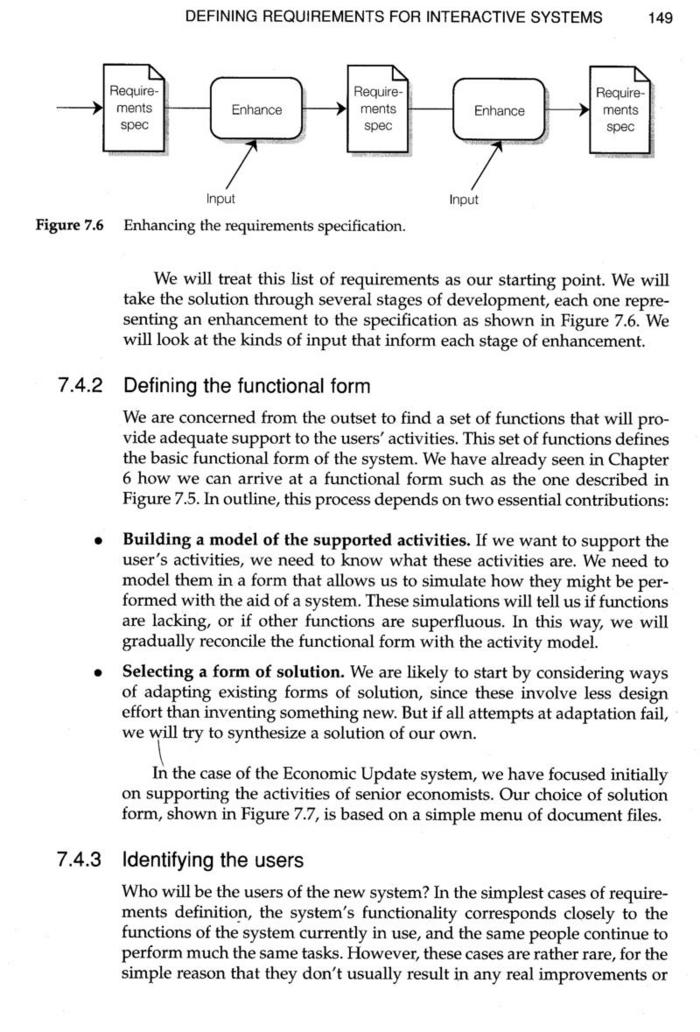 DEFINING REQUIREMENTS FOR INTERACTIVE SYSTEMS 149
Require-
ments
spec
Enhance
Require-
ments
spec
Enhance
Require-
ments
spec
Input
Input
Figure 7.6 Enhancing the requirements specification.
We will treat this list of requirements as our starting point. We will
take the solution through several stages of development, each one repre-
senting an enhancement to the specification as shown in Figure 7.6. We
will look at the kinds of input that inform each stage of enhancement.
7.4.2 Defining the functional form
We are concerned from the outset to find a set of functions that will pro-
vide adequate support to the users' activities. This set of functions defines
the basic functional form of the system. We have already seen in Chapter
6 how we can arrive at a functional form such as the one described in
Figure 7.5. In outline, this process depends on two essential contributions:
• Building a model of the supported activities. If we want to support the
user's activities, we need to know what these activities are. We need to
model them in a form that allows us to simulate how they might be per-
formed with the aid of a system. These simulations will tell us if functions
are lacking, or if other functions are superfluous. In this way, we will
gradually reconcile the functional form with the activity model.
• Selecting a form of solution. We are likely to start by considering ways
of adapting existing forms of solution, since these involve less design
effort than inventing something new. But if all attempts at adaptation fail,
we will try to synthesize a solution of our own.
In the case of the Economic Update system, we have focused initially
on supporting the activities of senior economists. Our choice of solution
form, shown in Figure 7.7, is based on a simple menu of document files.
7.4.3 Identifying the users
Who will be the users of the new system? In the simplest cases of require-
ments definition, the system's functionality corresponds closely to the
functions of the system currently in use, and the same people continue to
perform much the same tasks. However, these cases are rather rare, for the
simple reason that they don't usually result in any real improvements or